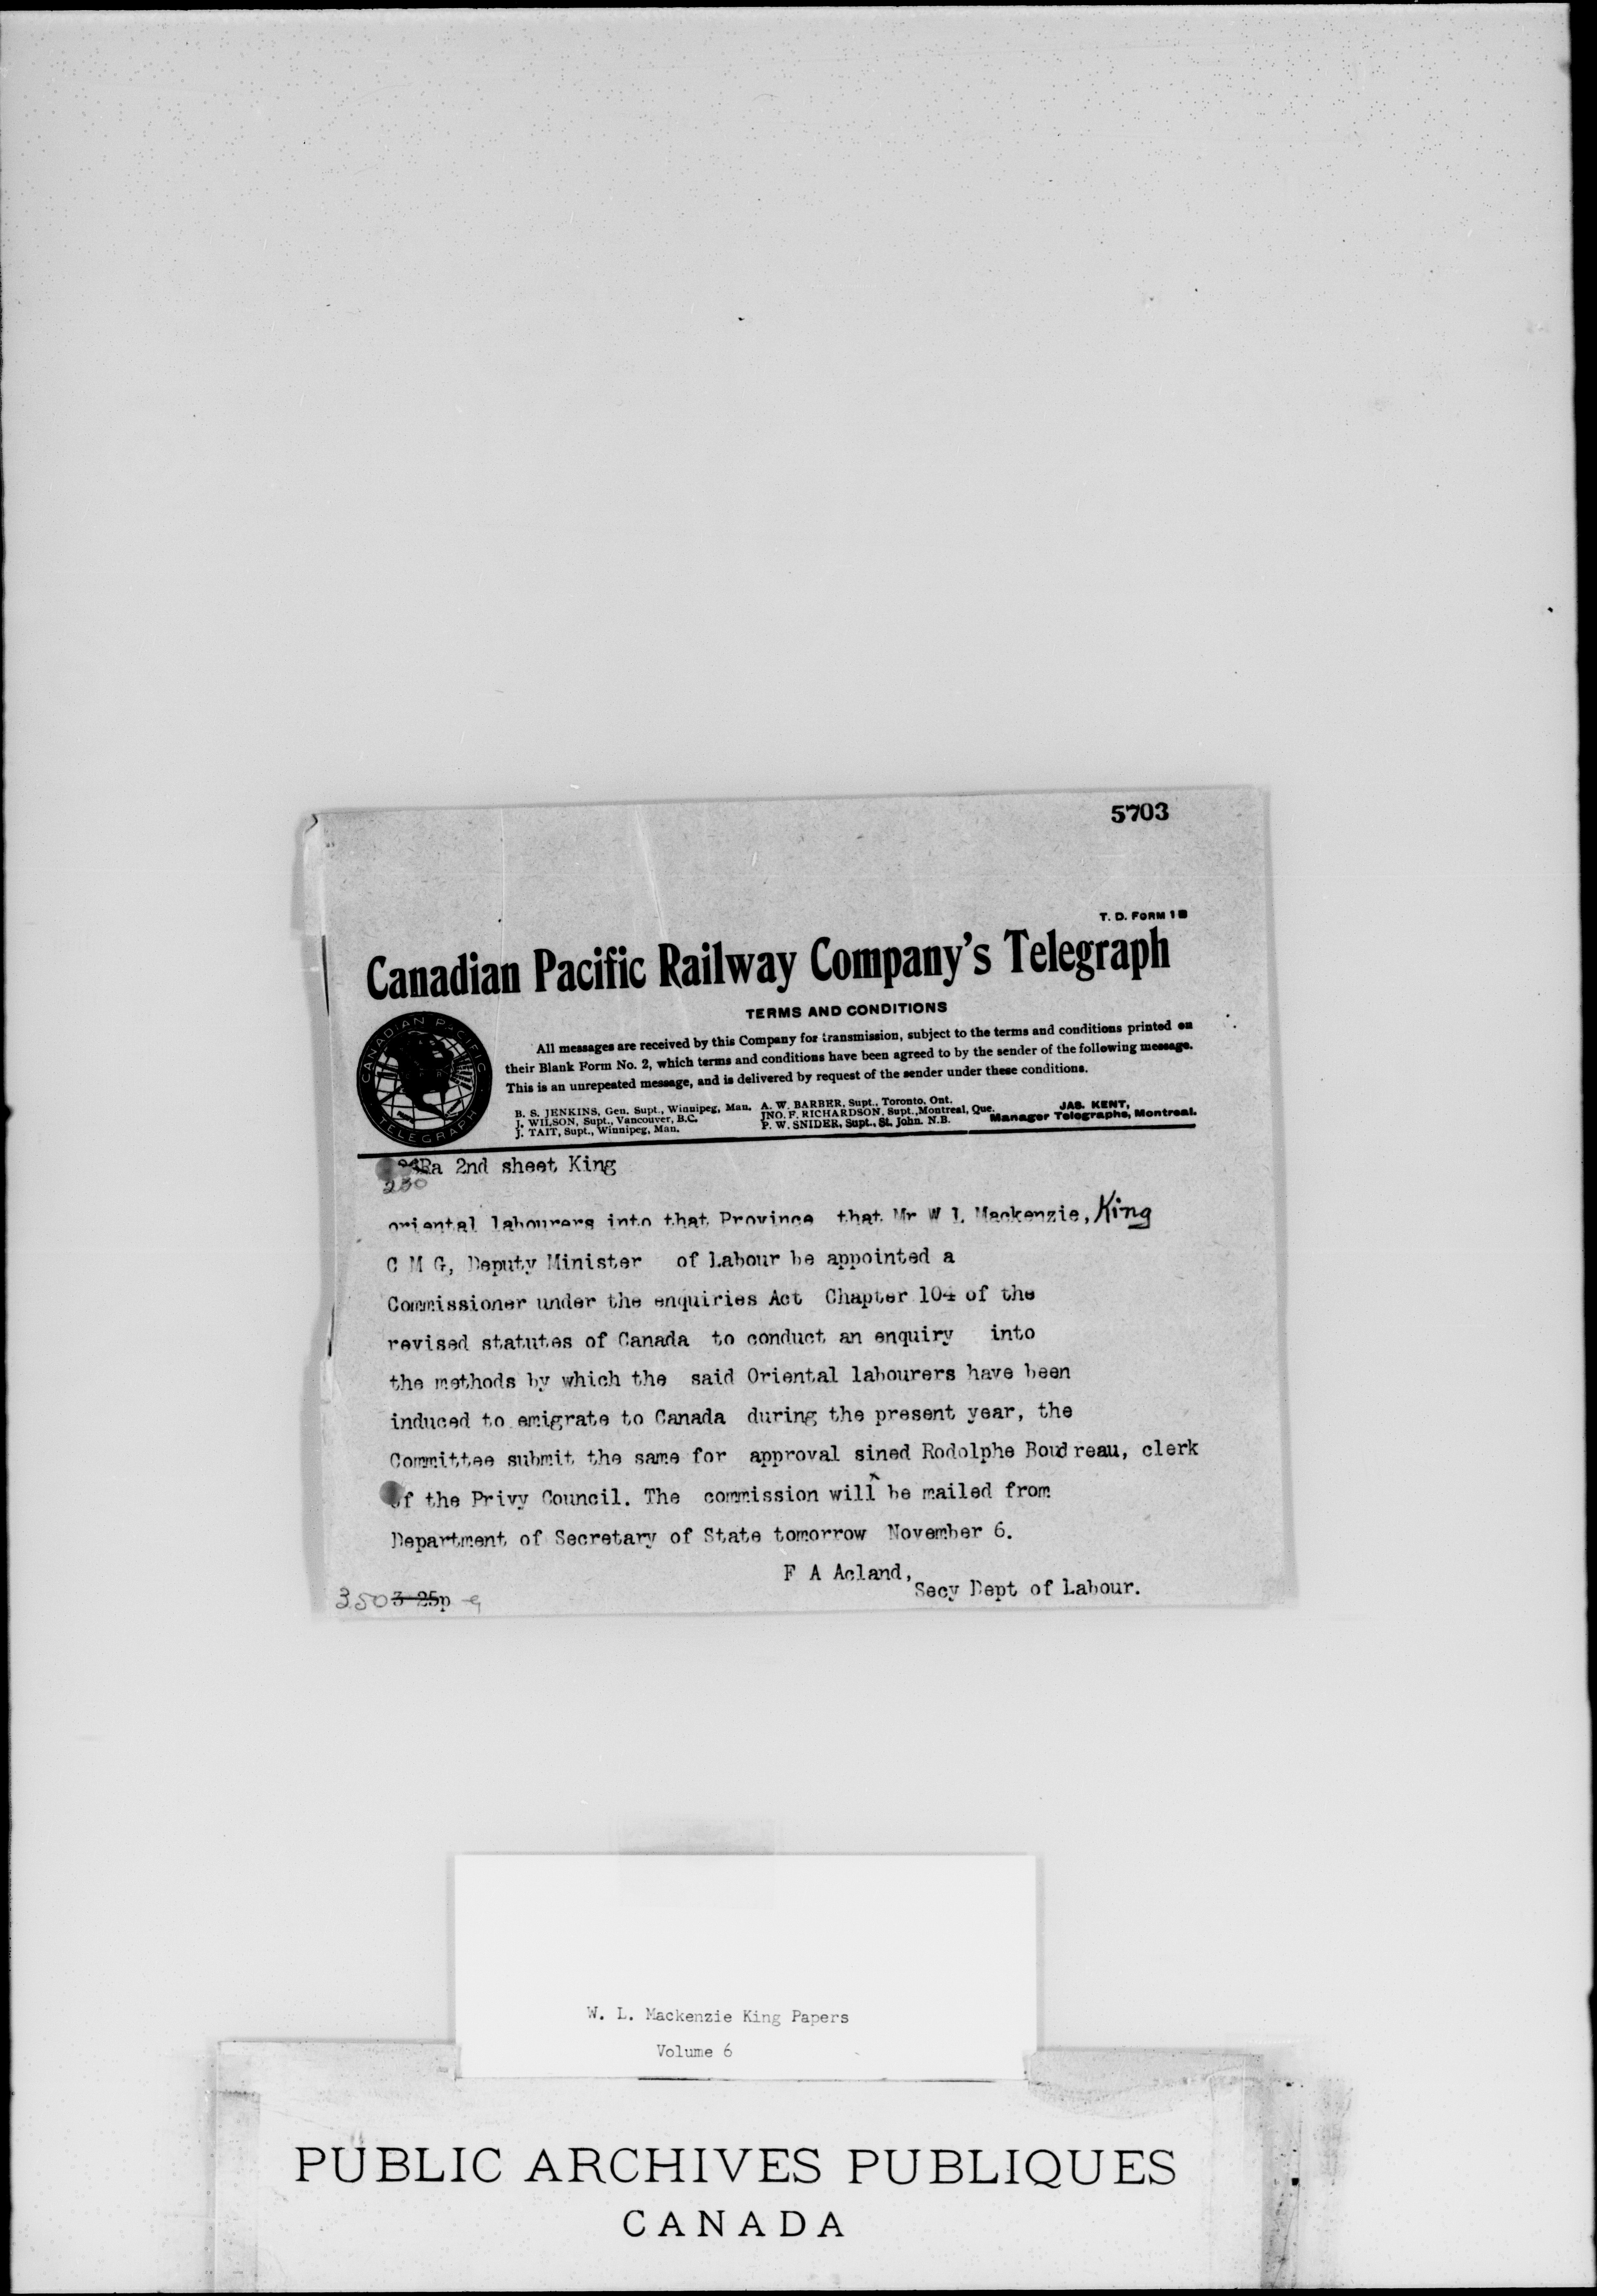 5703
T. D. FORM 1 B
Canadian Pacific Railway Company's Telegraph
TERMS AND CONDITIONS
CANADIAN PACIFIC
TELEGRAPH
All messages are received by this Company for transmission, subject to the terms and conditions printed on
their Blank Form No. 2, which terms and conditions have been agreed to by the sender of the following message.
This is an unrepeated message, and is delivered by request of the sender under these conditions.
B. S. JENKINS, Gen. Supt., Winnipeg, Man.
J. WILSON, Supt., Vancouver, B.C.
J. TAIT, Supt., Winnipeg, Man.
A. W. BARBER, Supt., Toronto, Ont.
JNO. F. RICHARDSON, Supt., Montreal, Que.
P. W. SNIDER, Supt., St. John. N.B.
JAS. KENT,
Manager Telegraphs, Montreal.
Ra 2nd sheet King
230
oriental labourers into that Province that Mr W L Mackenzie, King
C M G, Deputy Minister of Labour be appointed a
Commissioner under the enquiries Act Chapter 104 of the
revised statutes of Canada to conduct an enquiry into
the methods by which the said Oriental labourers have been
induced to emigrate to Canada during the present year, the
Committee submit the same for approval sined Rodolphe Boudreau, clerk
of the Privy Council. The commission will be mailed from
Department of Secretary of State tomorrow November 6.
F A Acland,
Secy Dept of Labour.
350 3-25p
W. L. Mackenzie King Papers
Volume 6
PUBLIC ARCHIVES PUBLIQUES
CANADA